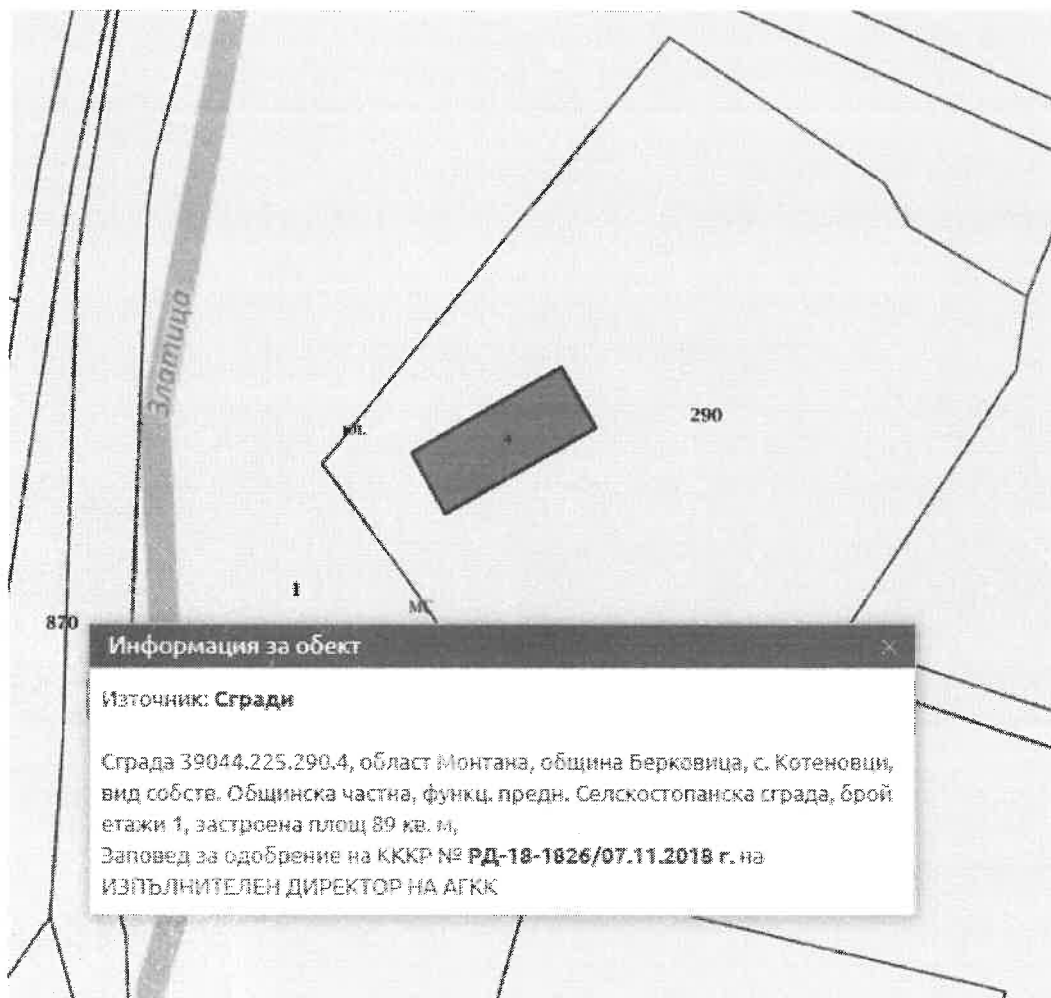 Златица
290
4
1
МС
870
Информация за обект
Източник: Сгради
Сграда 39044.225.290.4, област Монтана, община Берковица, с. Котеновци,
вид собств. Общинска частна, функц. предн. Селскостопанска сграда, брой
етажи 1, застроена площ 89 кв. м,
Заповед за одобрение на КККР № РД-18-1826/07.11.2018 г. на
ИЗПЪЛНИТЕЛЕН ДИРЕКТОР НА АГКК